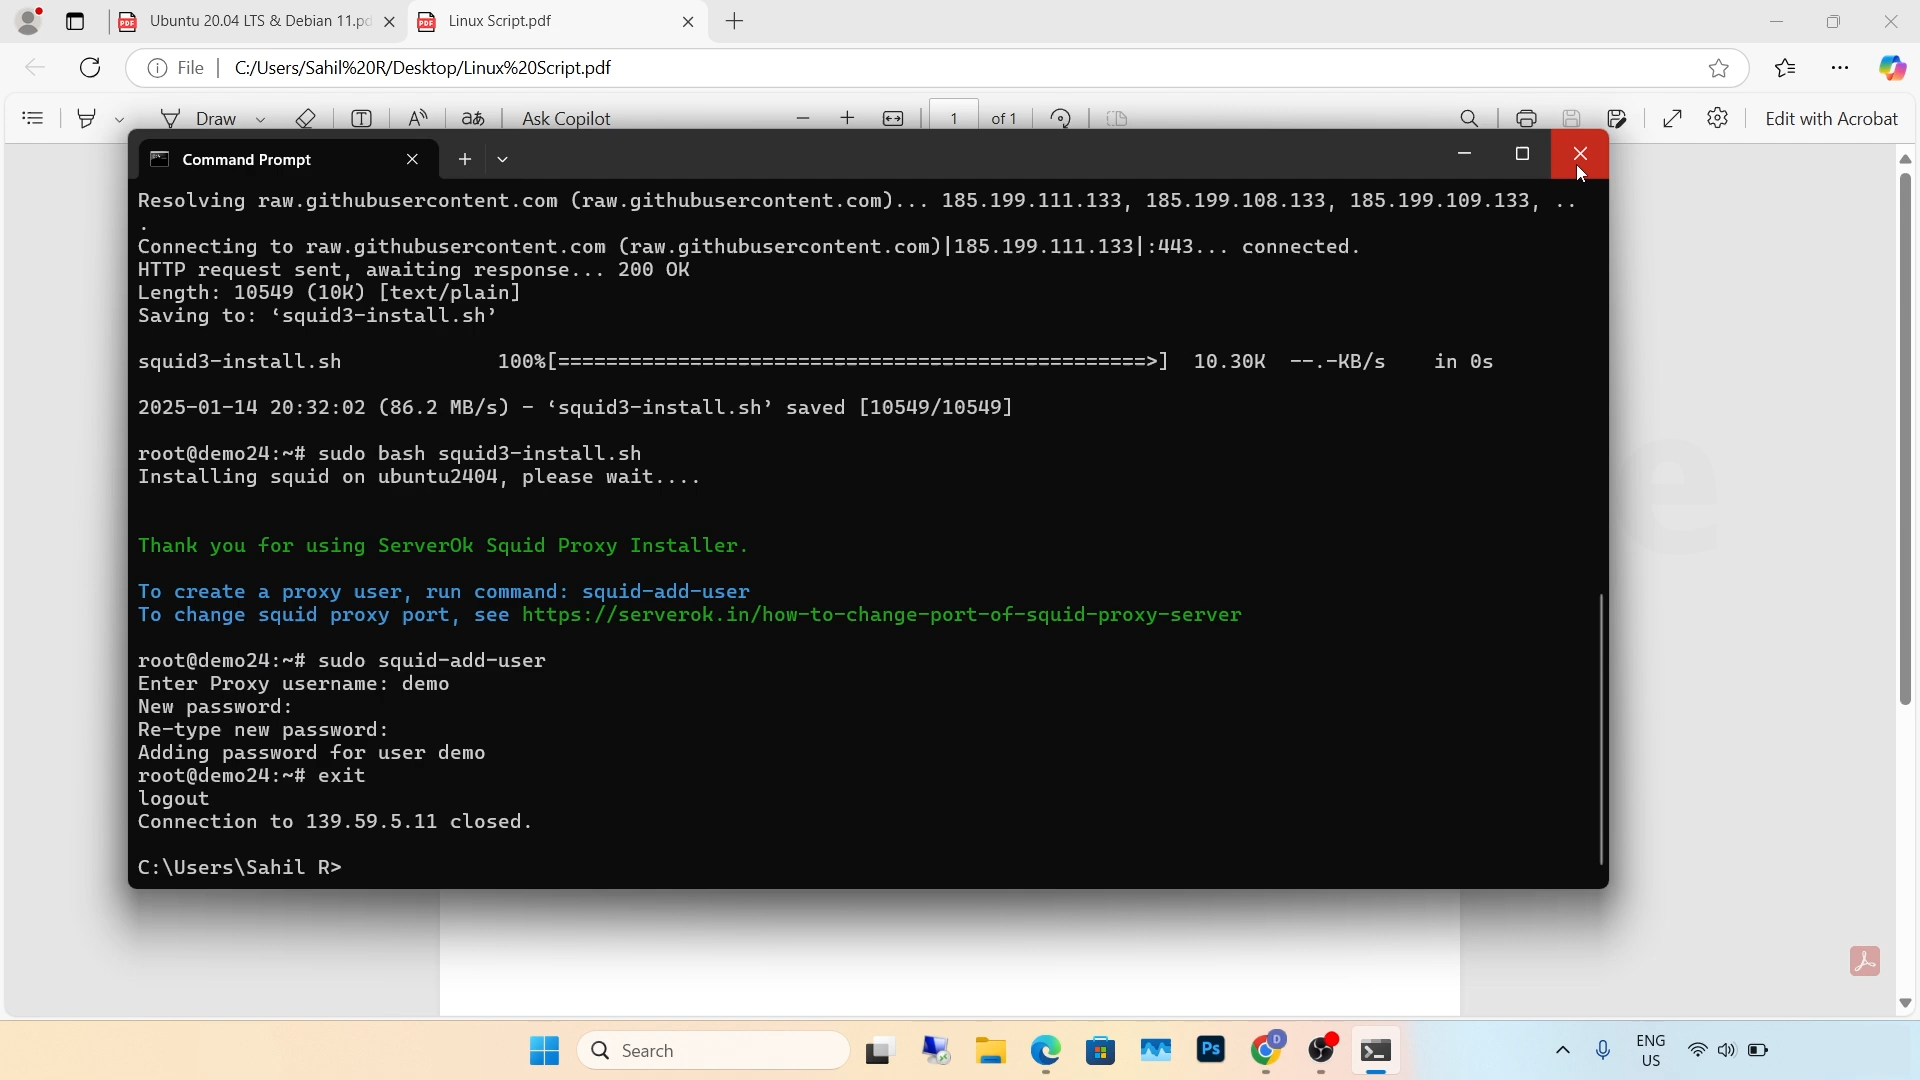 Ubuntu 20.04 LTS & Debian 11.pd
Linux Script.pdf
File
C:/Users/Sahil%20R/Desktop/Linux%20Script.pdf
Draw
T
A
aあ
Ask Copilot
1
of 1
Edit with Acrobat
Command Prompt
Resolving raw.githubusercontent.com (raw.githubusercontent.com)... 185.199.111.133, 185.199.108.133, 185.199.109.133, ..
.
Connecting to raw.githubusercontent.com (raw.githubusercontent.com)|185.199.111.133|:443... connected.
HTTP request sent, awaiting response... 200 OK
Length: 10549 (10K) [text/plain]
Saving to: ‘squid3-install.sh’
squid3-install.sh 100%[=================================================>] 10.30K --.-KB/s in 0s
2025-01-14 20:32:02 (86.2 MB/s) - ‘squid3-install.sh’ saved [10549/10549]
root@demo24:~# sudo bash squid3-install.sh
Installing squid on ubuntu2404, please wait....
Thank you for using ServerOk Squid Proxy Installer.
To create a proxy user, run command: squid-add-user
To change squid proxy port, see https://serverok.in/how-to-change-port-of-squid-proxy-server
root@demo24:~# sudo squid-add-user
Enter Proxy username: demo
New password:
Re-type new password:
Adding password for user demo
root@demo24:~# exit
logout
Connection to 139.59.5.11 closed.
C:\Users\Sahil R>
e
Search
Ps
D
ENG
US